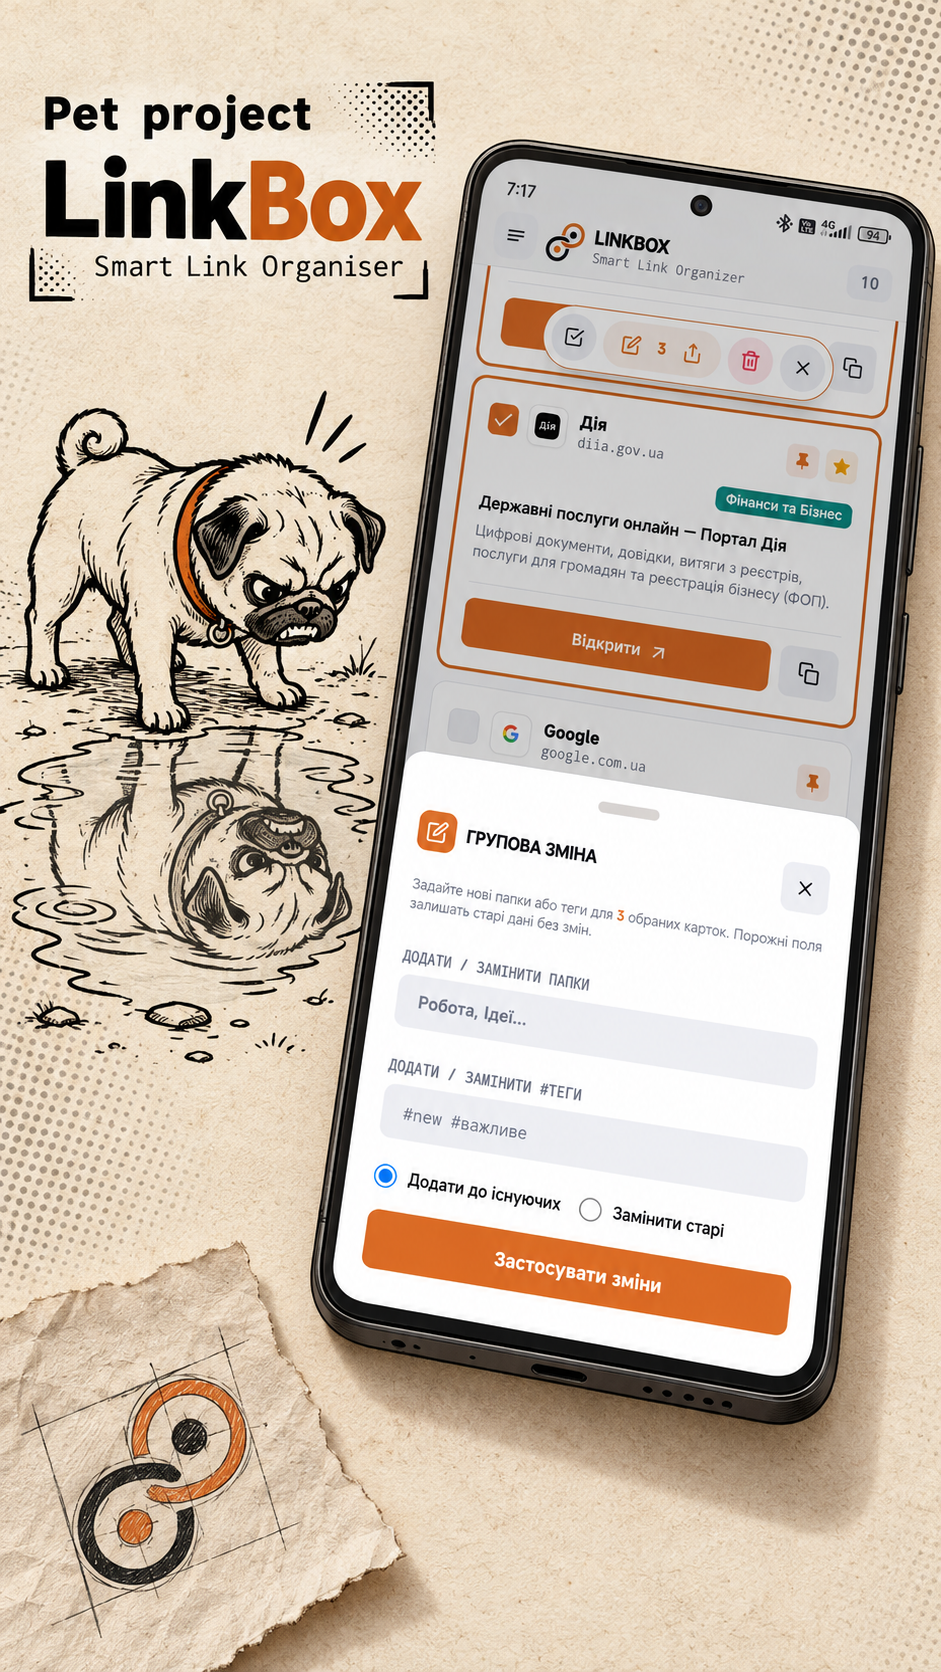 Pet project
LinkBox
Smart Link Organiser
7:17
Vo LTE
4G
94
LINKBOX
Smart Link Organizer
10
3
Дія
Дія
diia.gov.ua
Фінанси та Бізнес
Державні послуги онлайн — Портал Дія
Цифрові документи, довідки, витяги з реєстрів,
послуги для громадян та реєстрація бізнесу (ФОП).
Відкрити
G
Google
google.com.ua
ГРУПОВА ЗМІНА
Задайте нові папки або теги для 3 обраних карток. Порожні поля
залишать старі дані без змін.
ДОДАТИ / ЗАМІНИТИ ПАПКИ
Робота, Ідеї...
ДОДАТИ / ЗАМІНИТИ #ТЕГИ
#new #важливе
Додати до існуючих
Замінити старі
Застосувати зміни